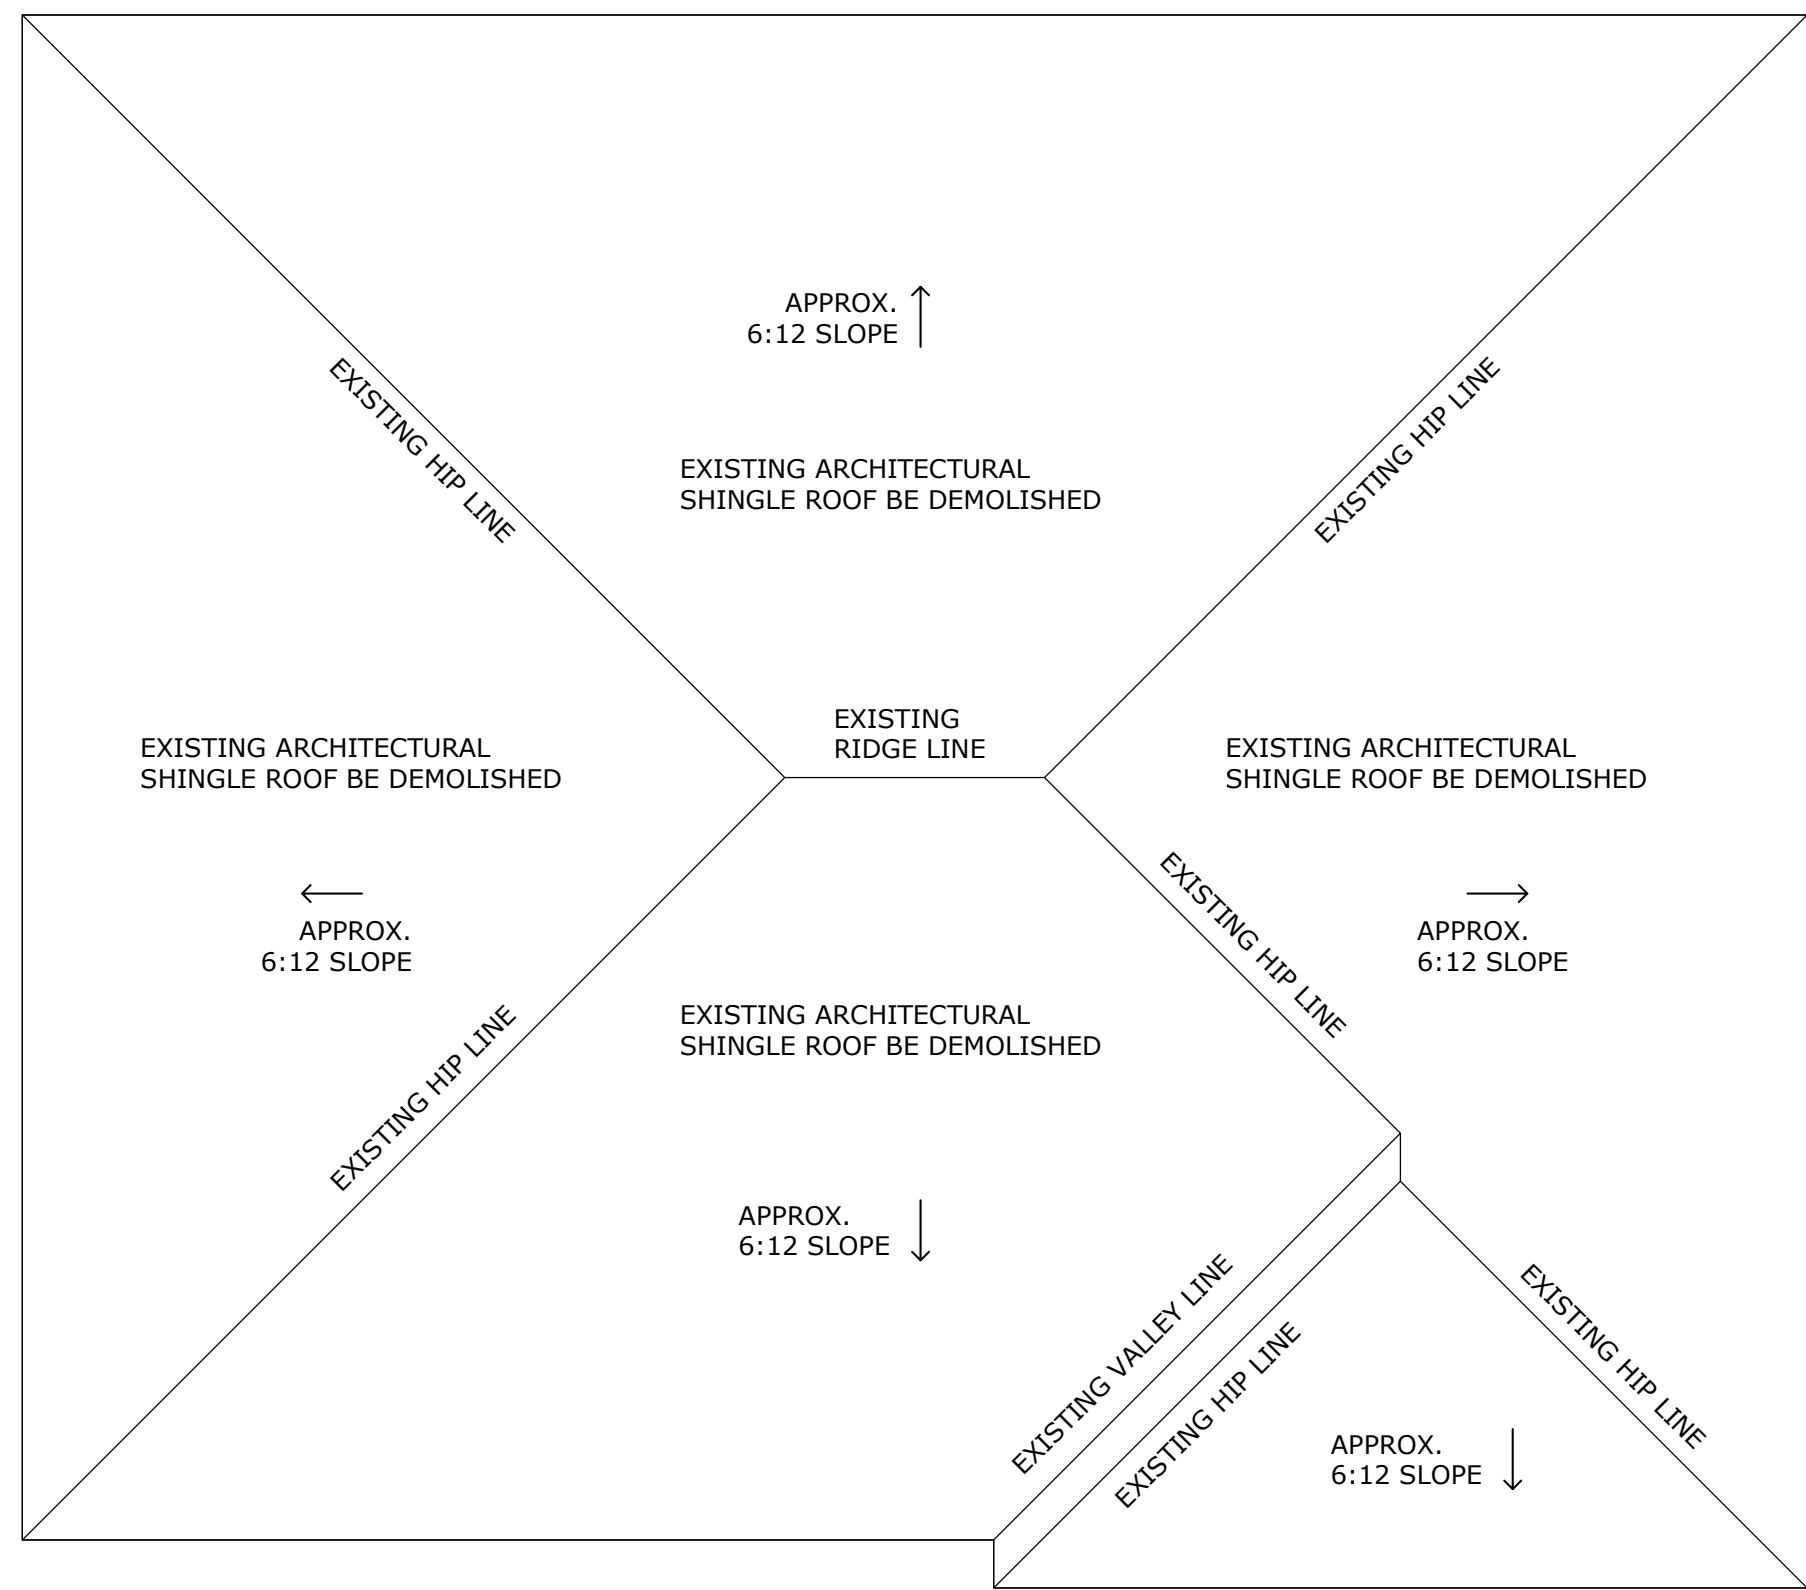 APPROX.
6:12 SLOPE
EXISTING HIP LINE
EXISTING HIP LINE
EXISTING ARCHITECTURAL
SHINGLE ROOF BE DEMOLISHED
EXISTING
RIDGE LINE
EXISTING ARCHITECTURAL
SHINGLE ROOF BE DEMOLISHED
EXISTING ARCHITECTURAL
SHINGLE ROOF BE DEMOLISHED
APPROX.
6:12 SLOPE
EXISTING HIP LINE
APPROX.
6:12 SLOPE
EXISTING HIP LINE
EXISTING ARCHITECTURAL
SHINGLE ROOF BE DEMOLISHED
APPROX.
6:12 SLOPE
EXISTING VALLEY LINE
EXISTING HIP LINE
EXISTING HIP LINE
APPROX.
6:12 SLOPE